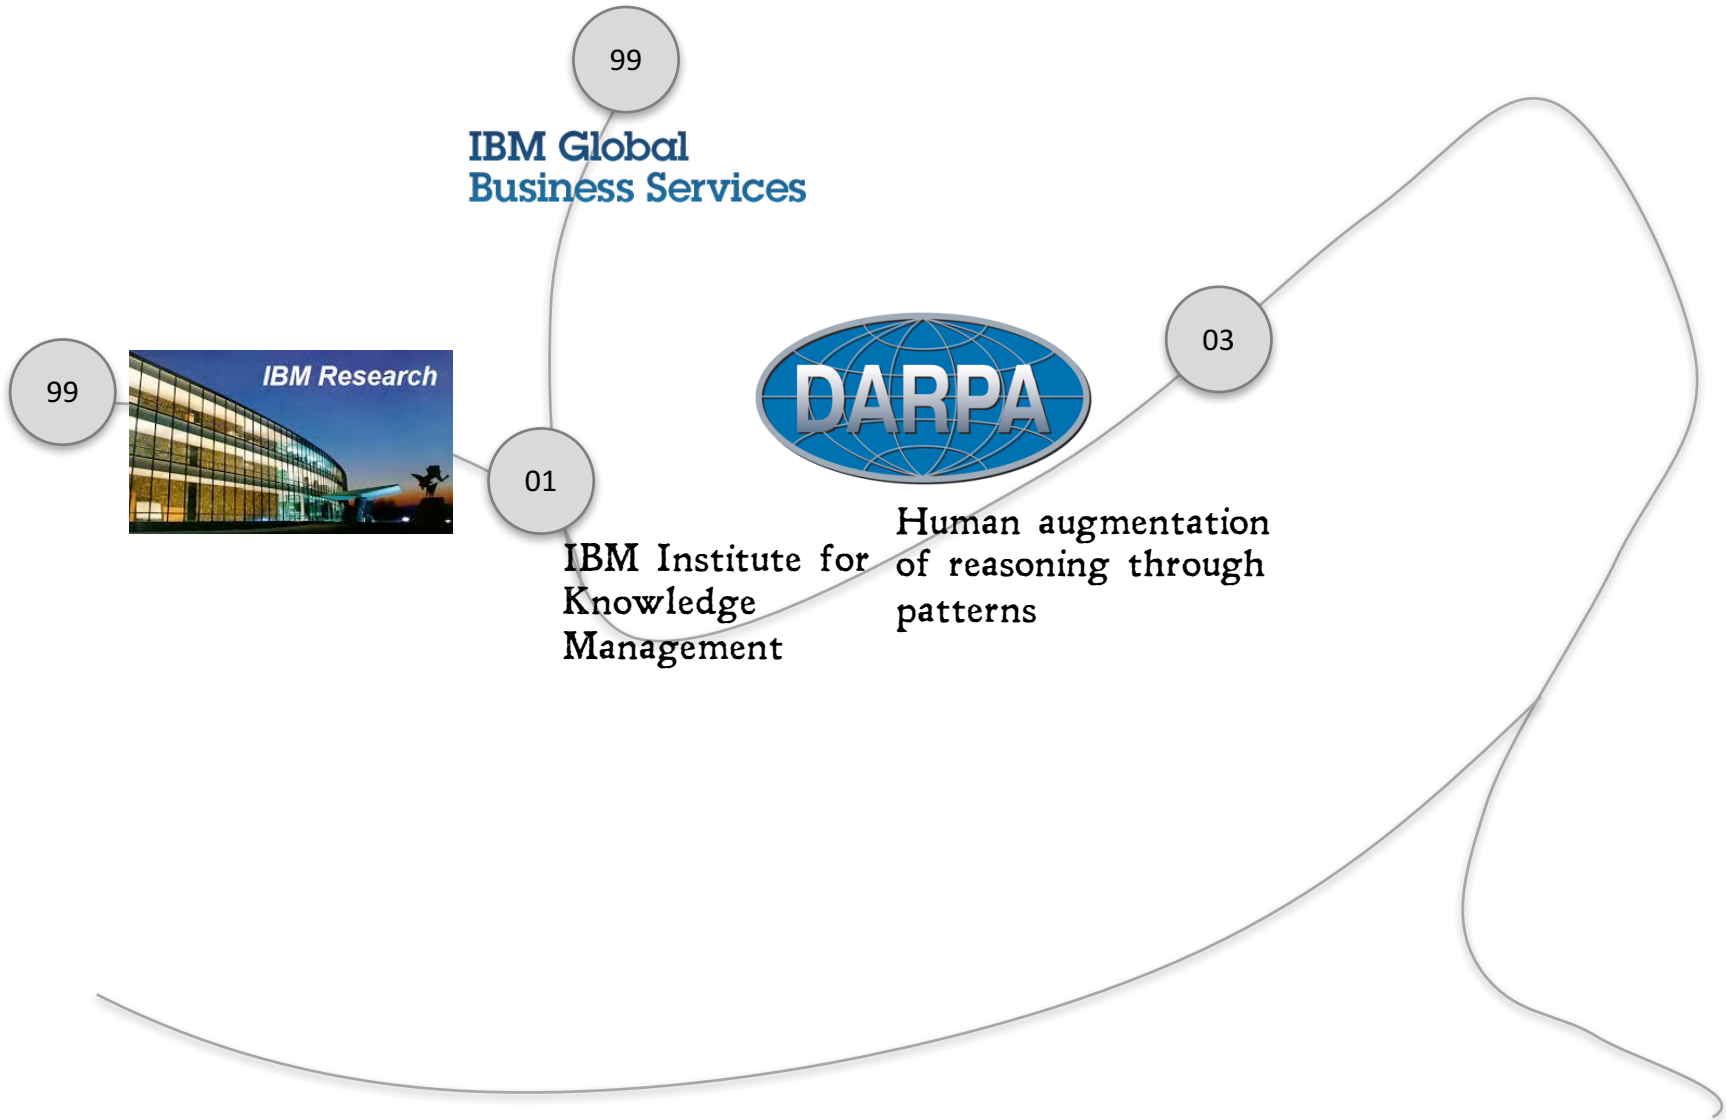 99
IBM Global
Business Services
99
IBM Research
01
DARPA
03
IBM Institute for
Knowledge
Management
Human augmentation
of reasoning through
patterns